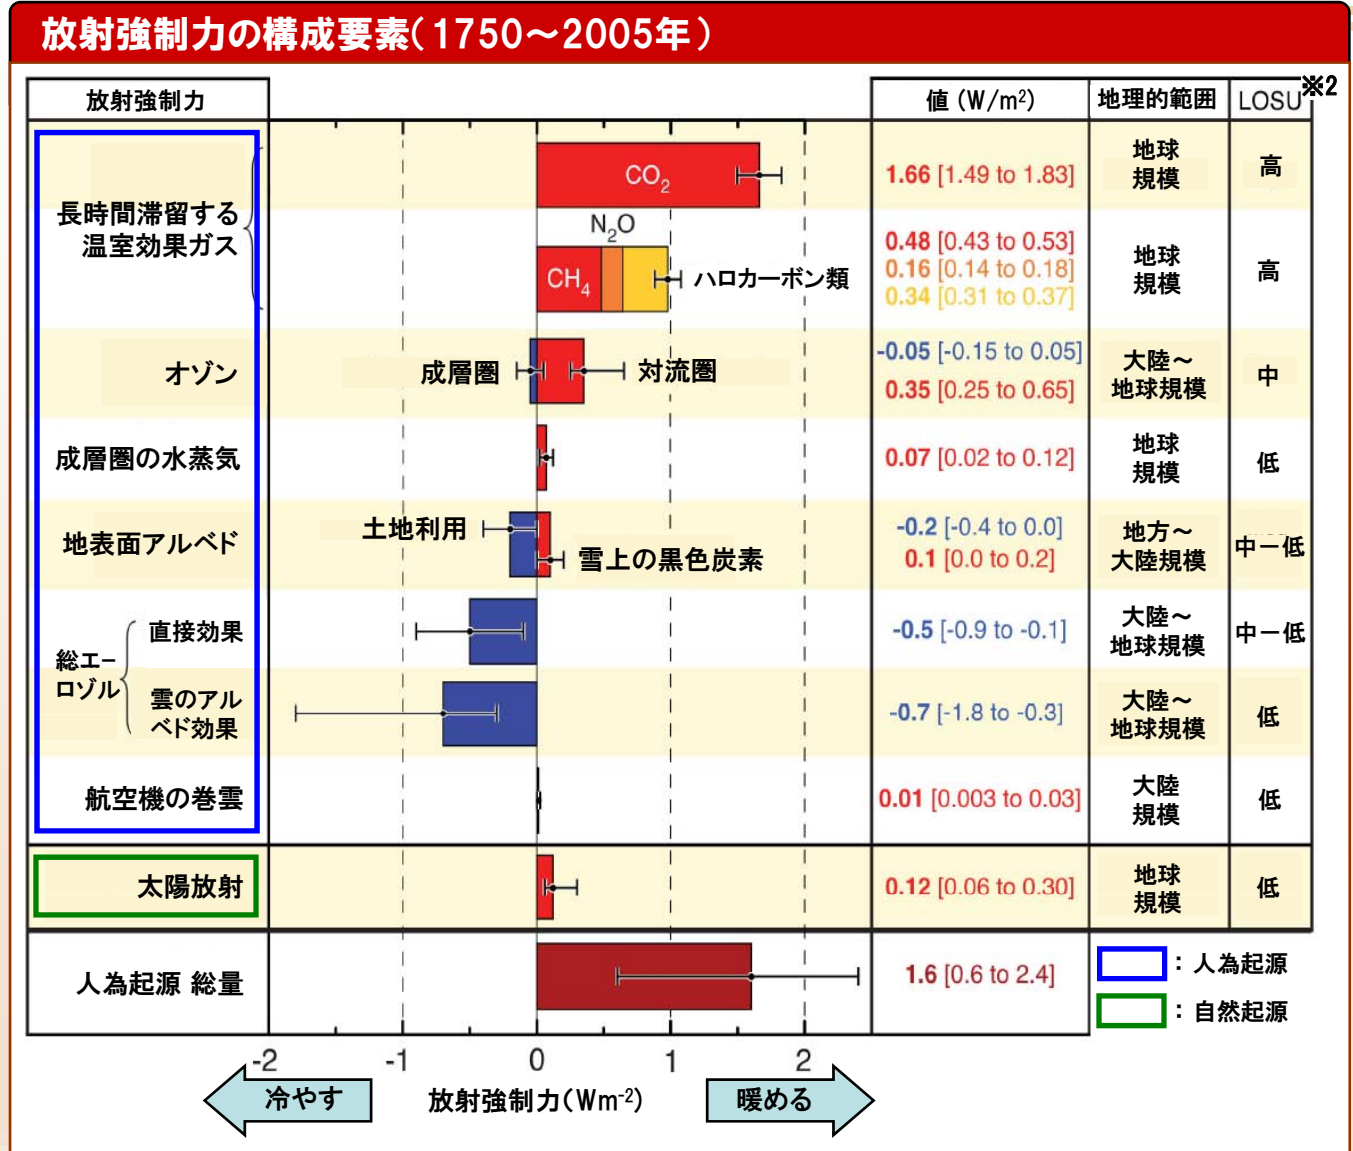 放射強制力の構成要素(1750～2005年)
放射強制力
値 (W/m²)
地理的範囲
LOSU
※2
長時間滞留する
温室効果ガス
CO₂
1.66 [1.49 to 1.83]
地球
規模
高
N₂O
CH₄
ハロカーボン類
0.48 [0.43 to 0.53]
0.16 [0.14 to 0.18]
0.34 [0.31 to 0.37]
地球
規模
高
オゾン
成層圏
対流圏
-0.05 [-0.15 to 0.05]
0.35 [0.25 to 0.65]
大陸～
地球規模
中
成層圏の水蒸気
0.07 [0.02 to 0.12]
地球
規模
低
地表面アルベド
土地利用
雪上の黒色炭素
-0.2 [-0.4 to 0.0]
0.1 [0.0 to 0.2]
地方～
大陸規模
中－低
総エー
ロゾル
直接効果
-0.5 [-0.9 to -0.1]
大陸～
地球規模
中－低
雲のアル
ベド効果
-0.7 [-1.8 to -0.3]
大陸～
地球規模
低
航空機の巻雲
0.01 [0.003 to 0.03]
大陸
規模
低
太陽放射
0.12 [0.06 to 0.30]
地球
規模
低
人為起源 総量
1.6 [0.6 to 2.4]
：人為起源
：自然起源
-2 -1 0 1 2
冷やす
放射強制力(Wm⁻²)
暖める